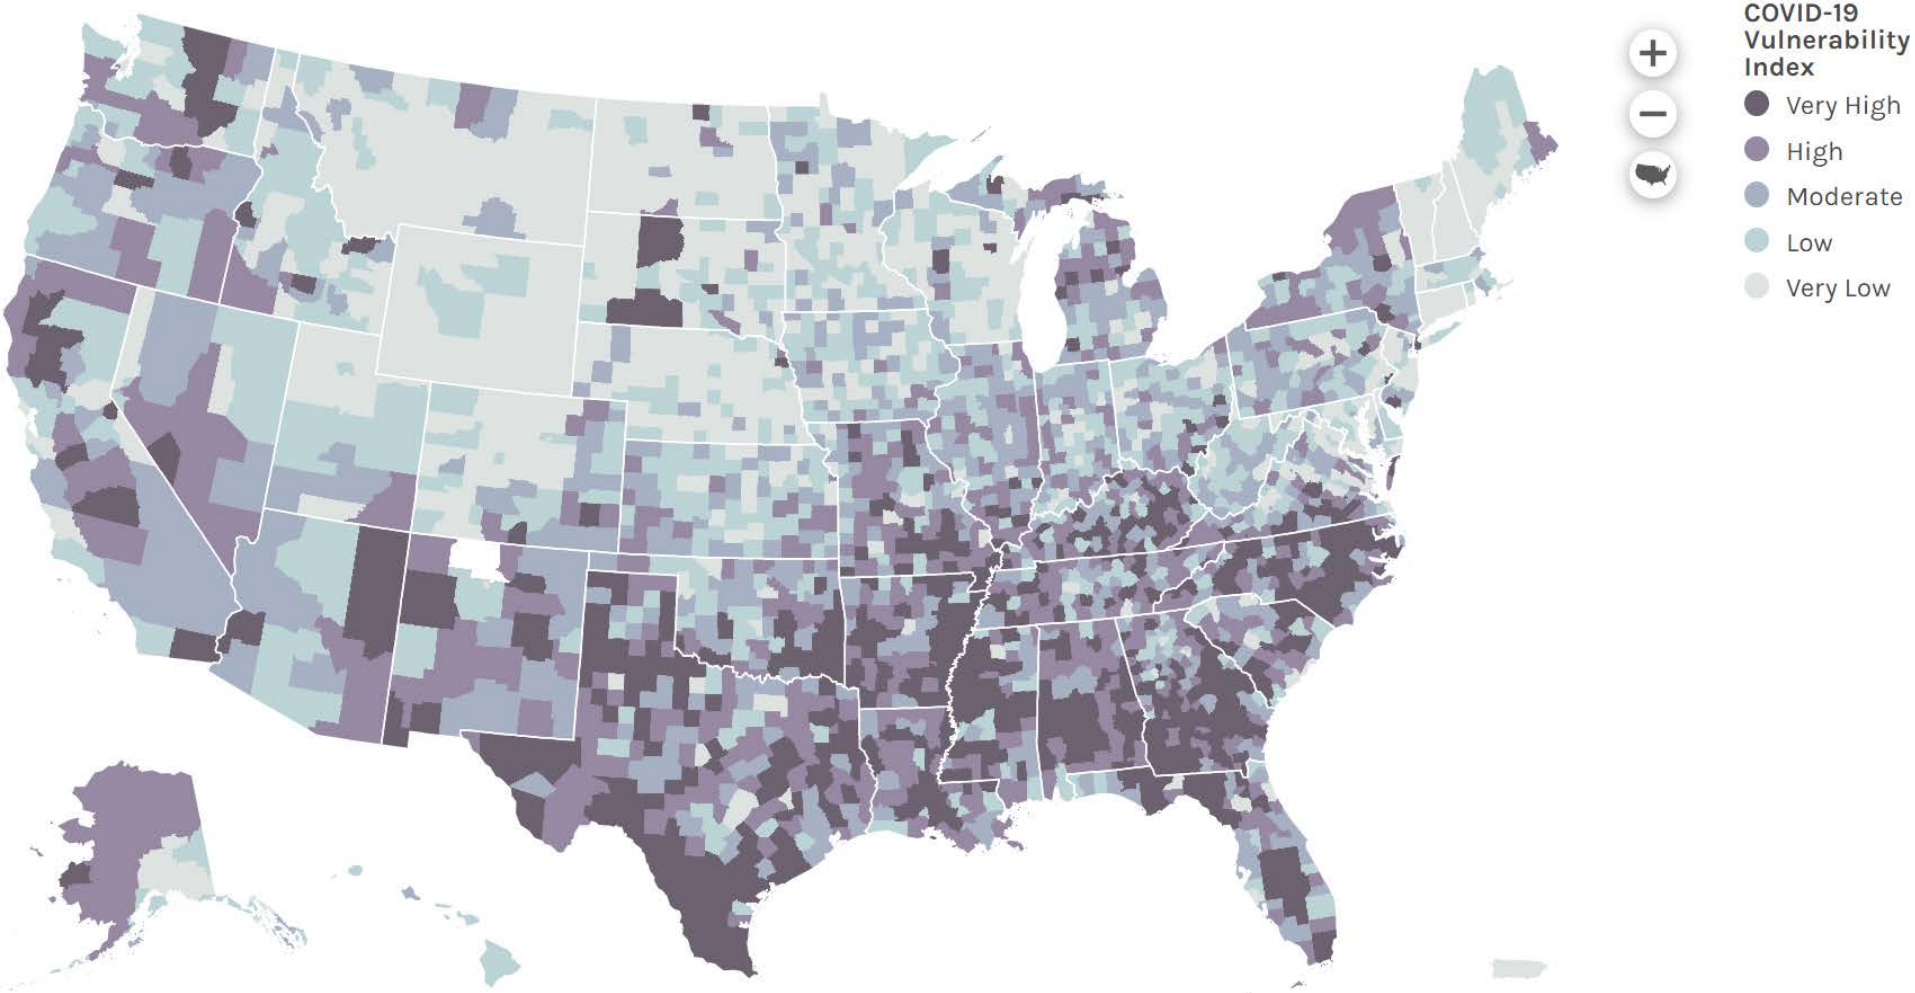 COVID-19
Vulnerability
Index
Very High
High
Moderate
Low
Very Low